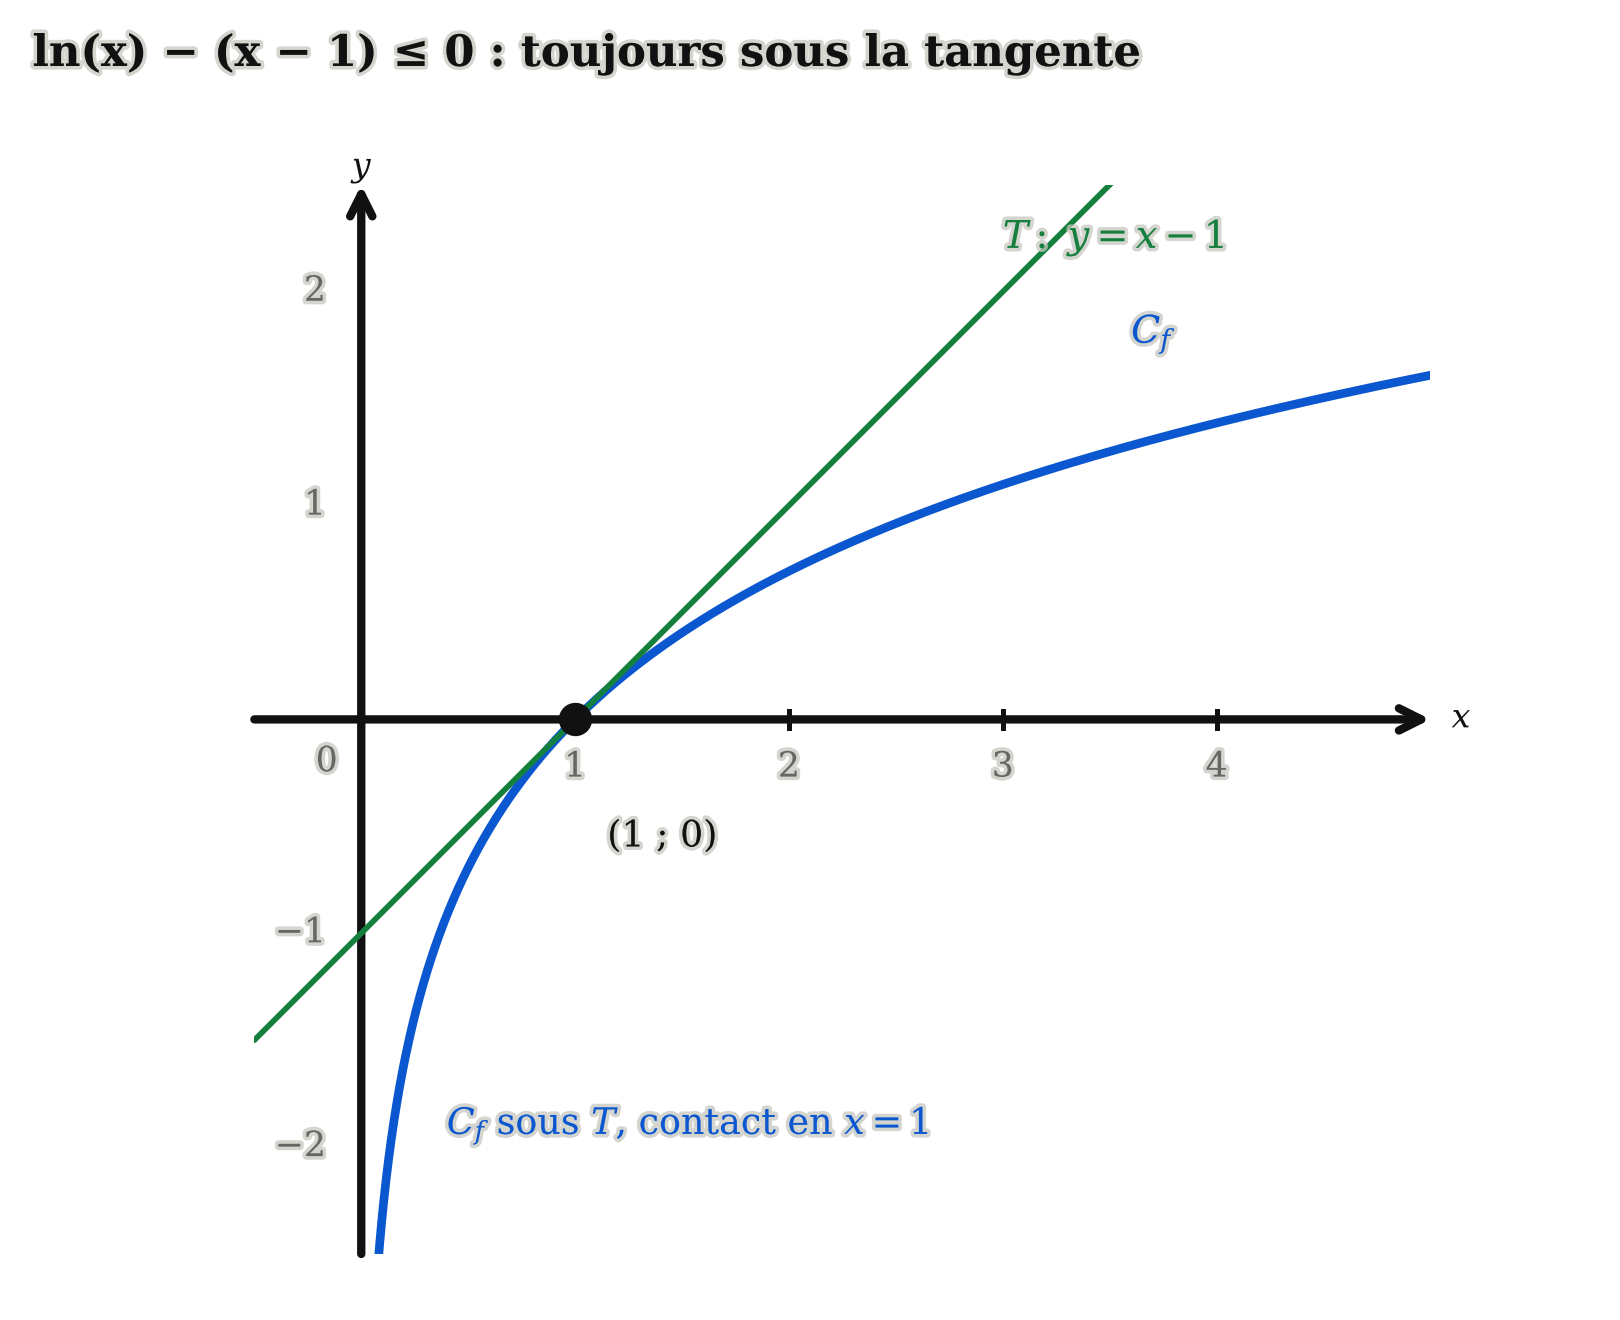 ln(x) − (x − 1) ≤ 0 : toujours sous la tangente
y
T : y = x − 1
2
C_f
1
x
0
1
2
3
4
(1 ; 0)
−1
C_f sous T, contact en x = 1
−2